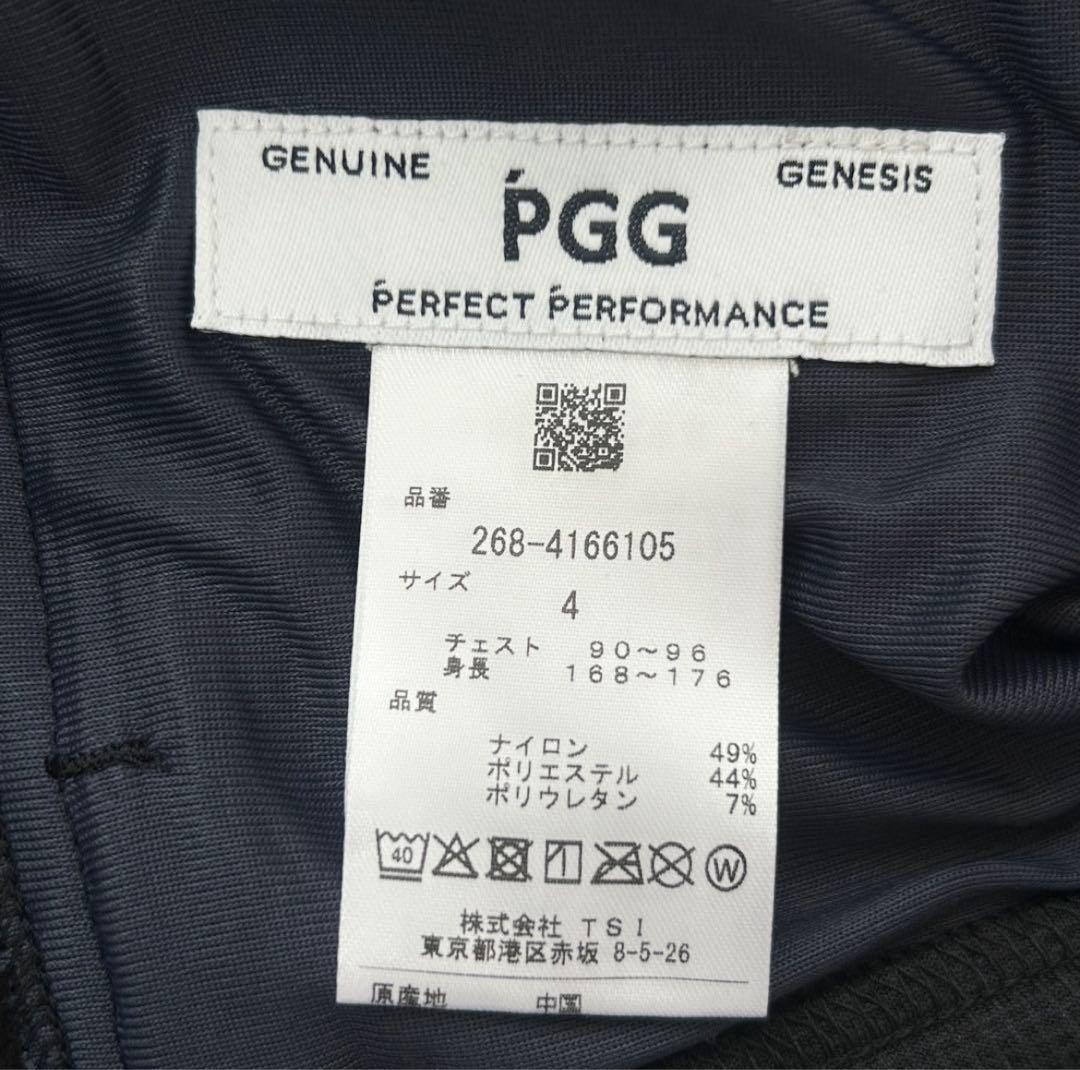 GENUINE GENESIS
PGG
PERFECT PERFORMANCE
品番
268-4166105
サイズ
4
チェスト 90~96
身長 168~176
品質
ナイロン 49%
ポリエステル 44%
ポリウレタン 7%
40
W
株式会社 TSI
東京都港区赤坂 8-5-26
原産地 中国